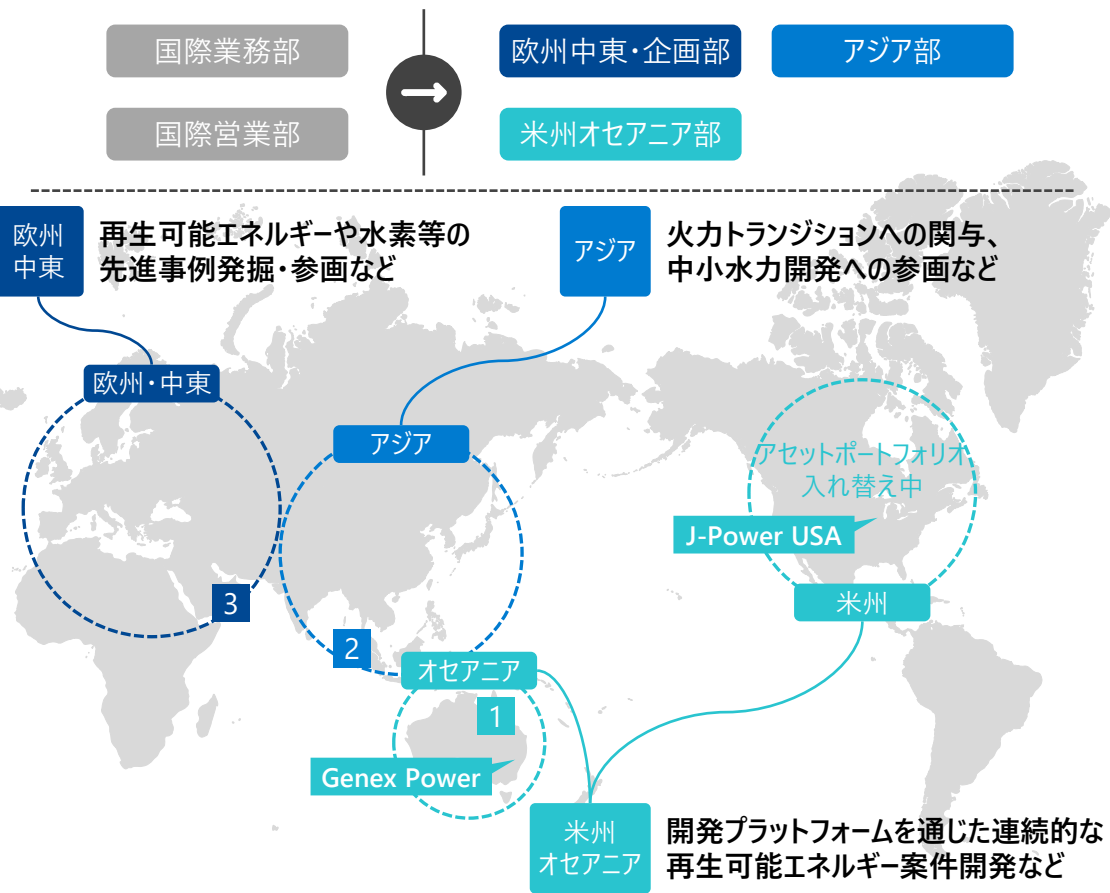 国際業務部
国際営業部
欧州中東・企画部
アジア部
米州オセアニア部
欧州
中東
再生可能エネルギーや水素等の
先進事例発掘・参画など
アジア
火力トランジションへの関与、
中小水力開発への参画など
欧州・中東
アジア
アセットポートフォリオ
入れ替え中
J-Power USA
米州
3
2
オセアニア
1
Genex Power
米州
オセアニア
開発プラットフォームを通じた連続的な
再生可能エネルギー案件開発など